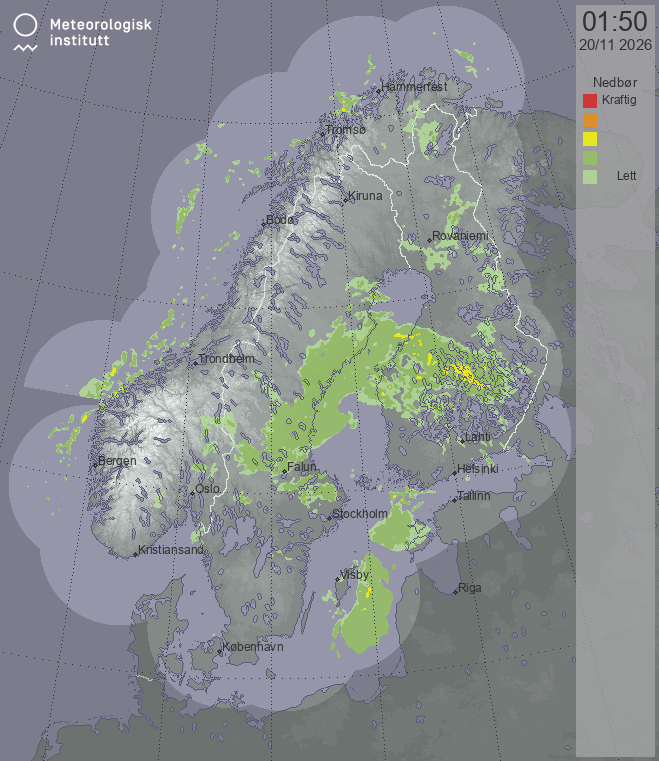 Meteorologisk
institutt
01:50
20/11 2026
Nedbør
Kraftig
Lett
Hammerfest
Tromsø
Kiruna
Bodø
Rovaniemi
Trondheim
Lahti
Bergen
Falun
Helsinki
Oslo
Tallinn
Stockholm
Kristiansand
Visby
Riga
København